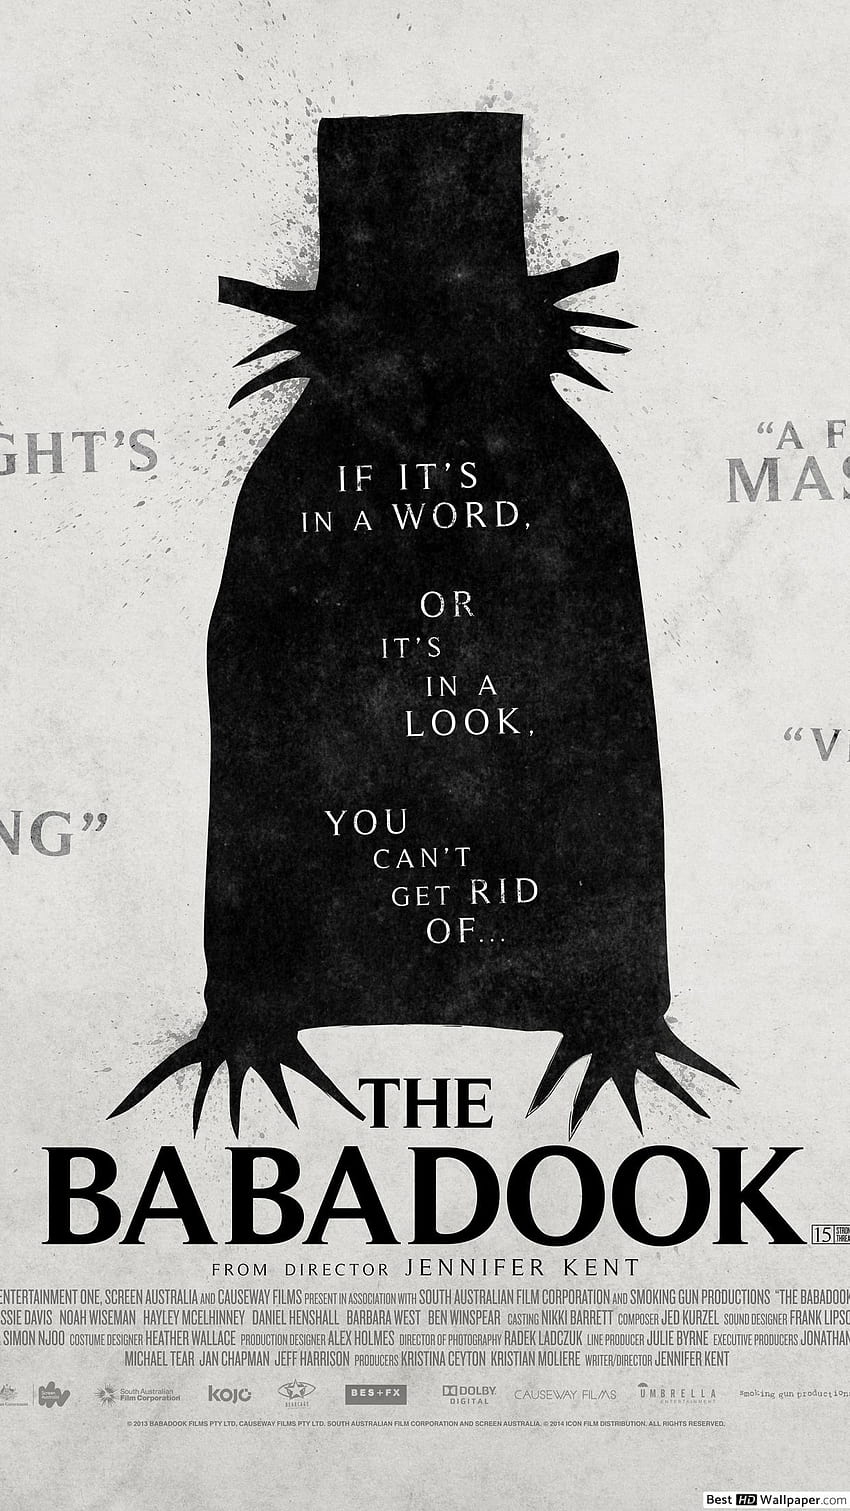 GHT'S
"A F
MAS
IF IT'S
IN A WORD,
OR
IT'S
IN A
LOOK,
"V
NG"
YOU
CAN'T
GET RID
OF...
THE
BABADOOK
15
FROM DIRECTOR JENNIFER KENT
ENTERTAINMENT ONE, SCREEN AUSTRALIA AND CAUSEWAY FILMS PRESENT IN ASSOCIATION WITH SOUTH AUSTRALIAN FILM CORPORATION AND SMOKING GUN PRODUCTIONS "THE BABADOOK
SSIE DAVIS NOAH WISEMAN HAYLEY MCELHINNEY DANIEL HENSHALL BARBARA WEST BEN WINSPEAR CASTING NIKKI BARRETT COMPOSER JED KURZEL SOUND DESIGNER FRANK LIPSO
SIMON NJOO COSTUME DESIGNER HEATHER WALLACE PRODUCTION DESIGNER ALEX HOLMES DIRECTOR OF PHOTOGRAPHY RADEK LADCZUK LINE PRODUCER JULIE BYRNE EXECUTIVE PRODUCERS JONATHAN
MICHAEL TEAR JAN CHAPMAN JEFF HARRISON PRODUCERS KRISTINA CEYTON KRISTIAN MOLIERE WRITER/DIRECTOR JENNIFER KENT
South Australian Film Corporation kojo BES+FX DOLBY DIGITAL CAUSEWAY FILMS UMBRELLA ENTERTAINMENT smoking gun productions
© 2013 BABADOOK FILMS PTY LTD, CAUSEWAY FILMS PTY LTD. SOUTH AUSTRALIAN FILM CORPORATION AND SCREEN AUSTRALIA. © 2014 ICON FILM DISTRIBUTION. ALL RIGHTS RESERVED.
Best HD Wallpaper.com